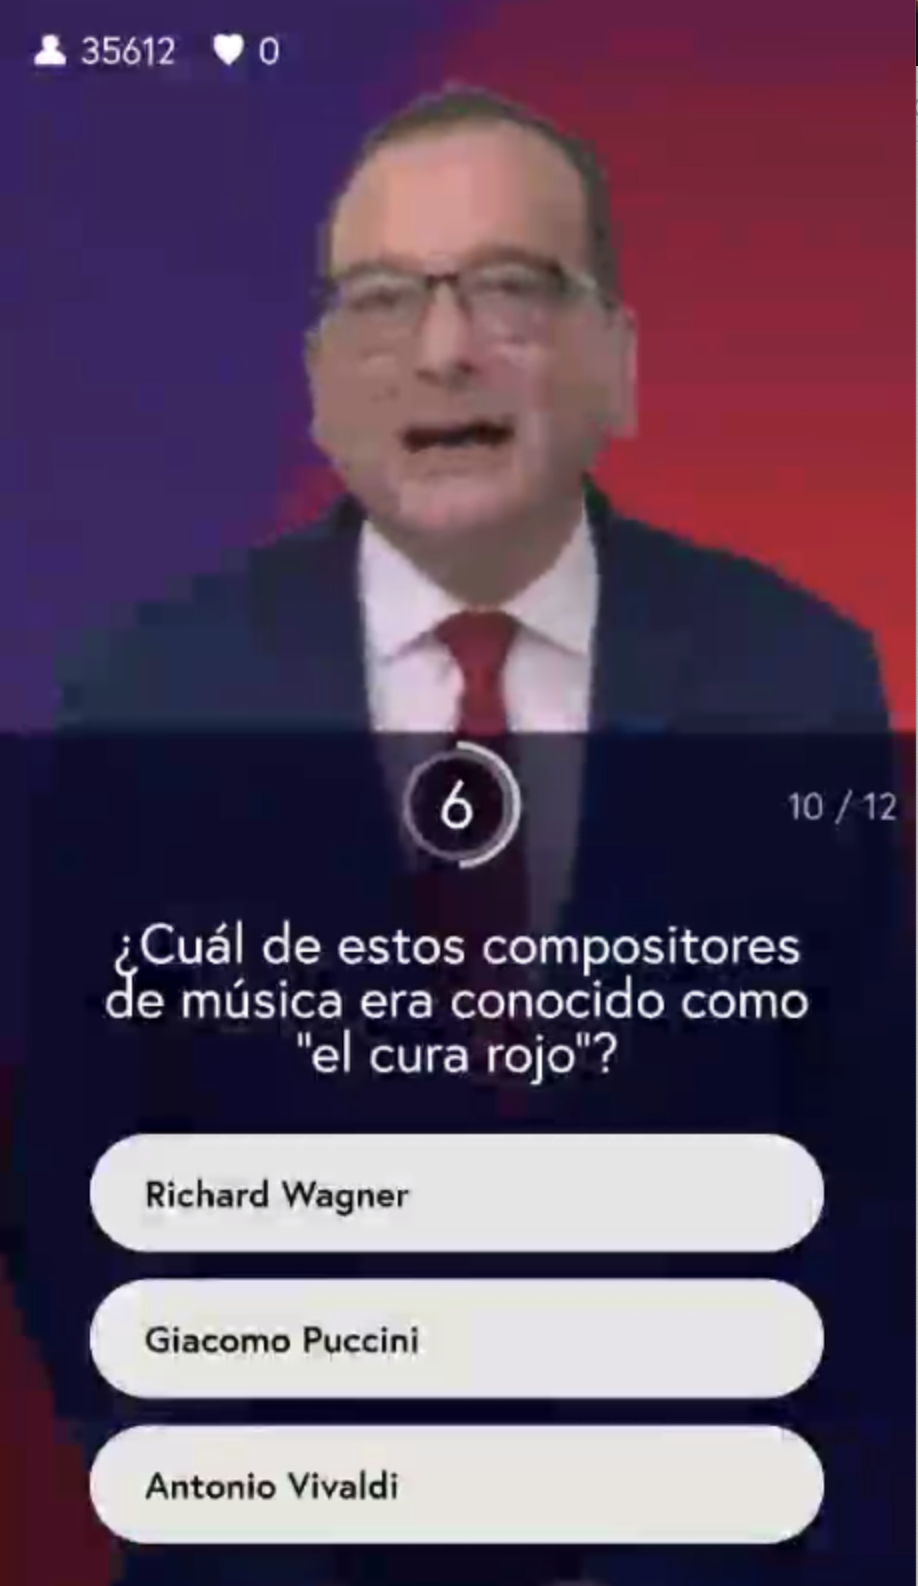 35612 0
6
10 / 12
¿Cuál de estos compositores
de música era conocido como
"el cura rojo"?
Richard Wagner
Giacomo Puccini
Antonio Vivaldi